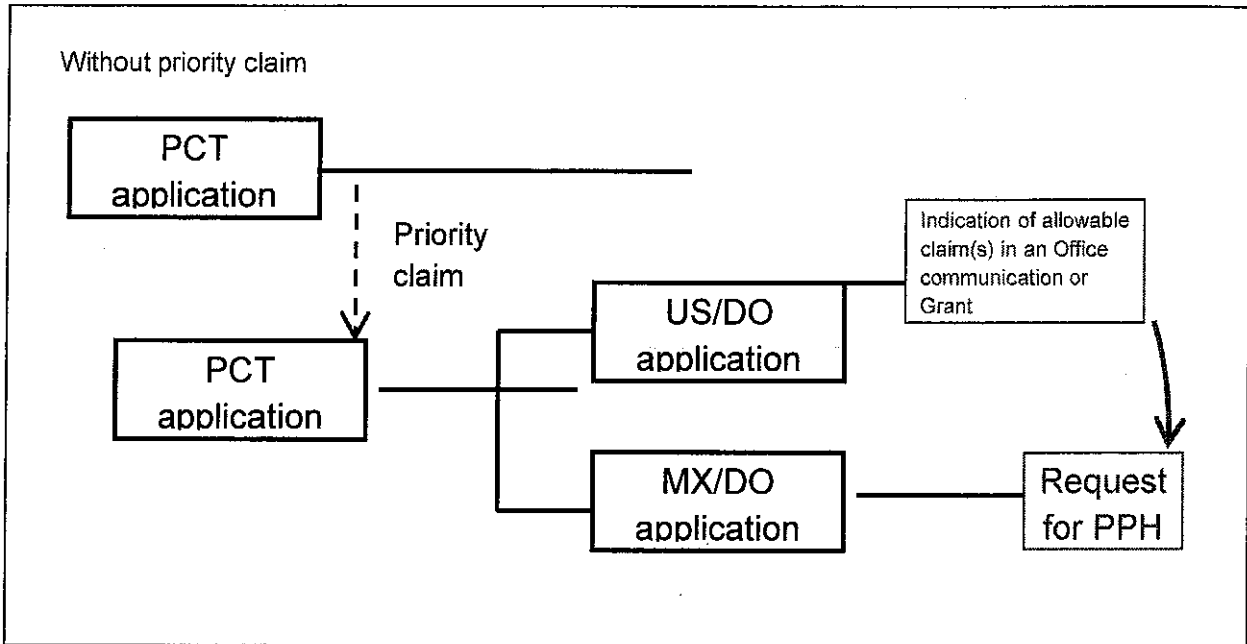 Without priority claim
PCT
application
Priority
claim
PCT
application
US/DO
application
Indication of allowable
claim(s) in an Office
communication or
Grant
MX/DO
application
Request
for PPH